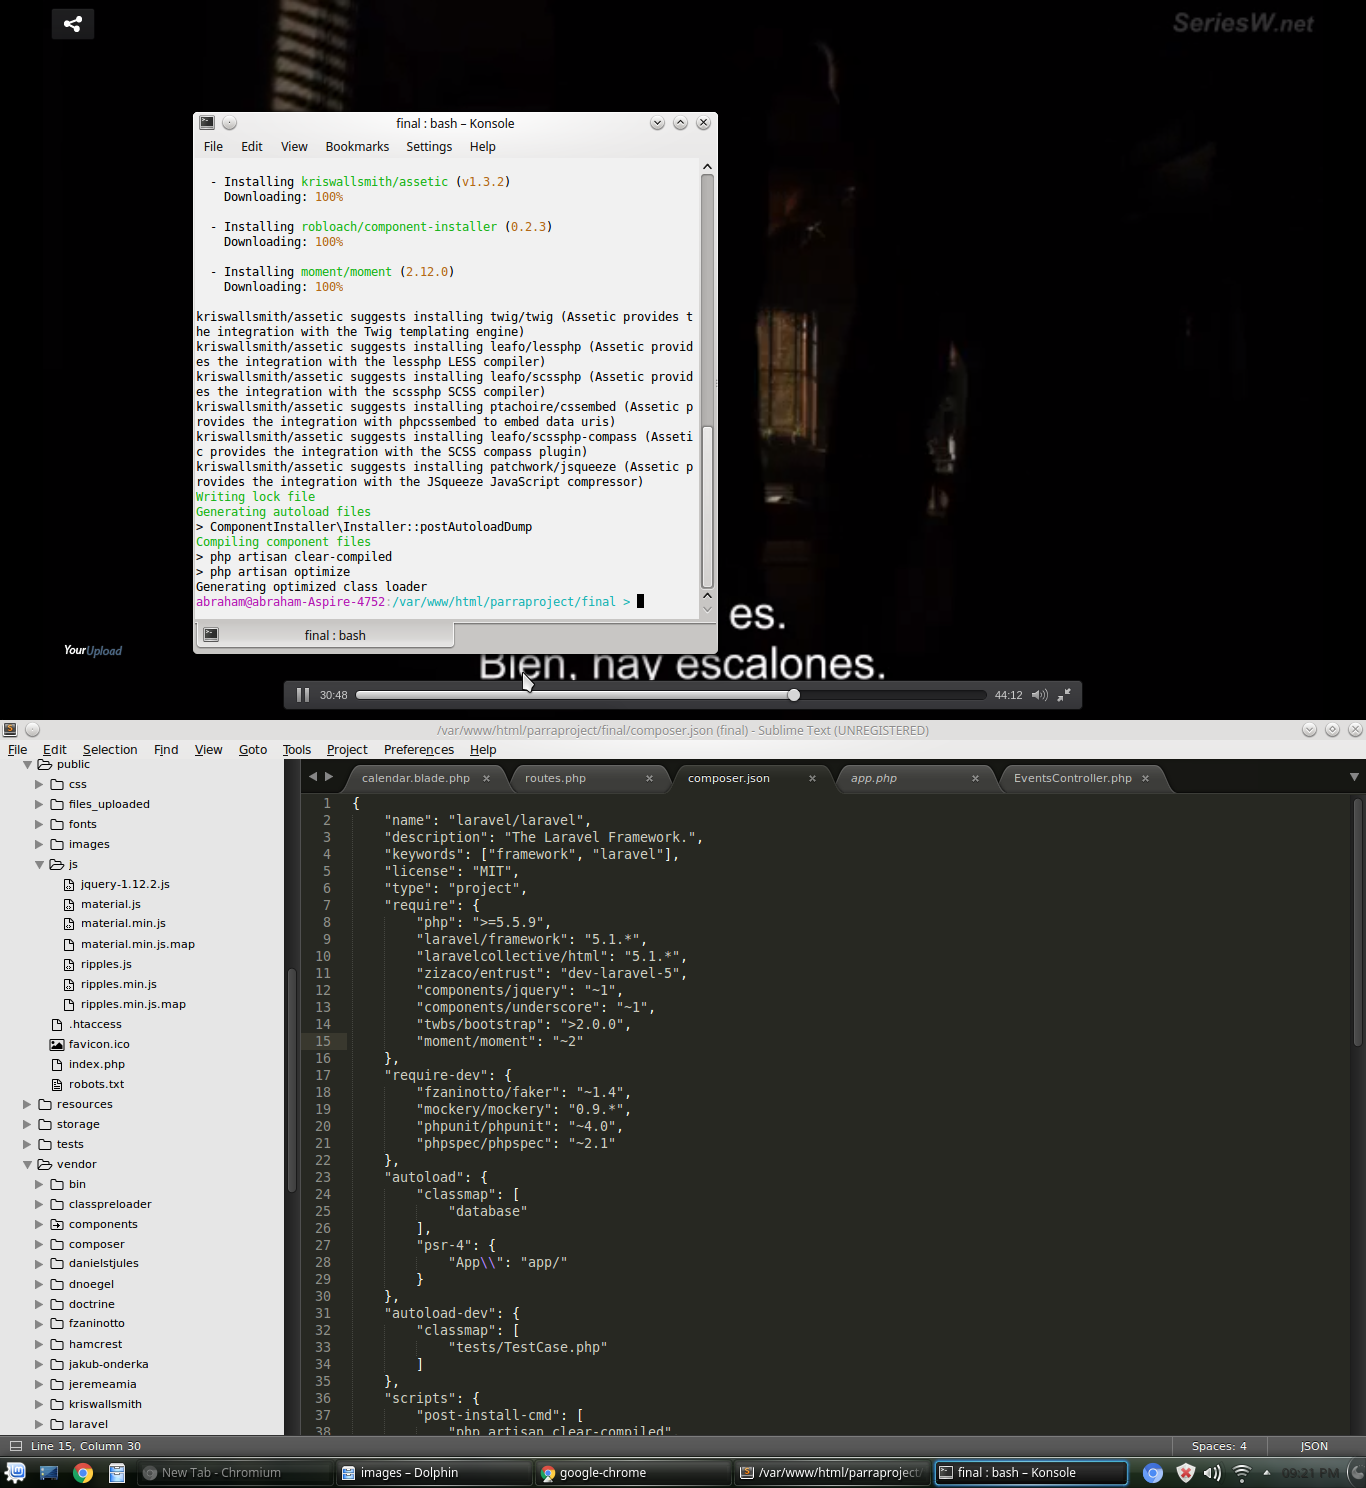 SeriesW.net
final : bash – Konsole
File Edit View Bookmarks Settings Help
- Installing kriswallsmith/assetic (v1.3.2)
Downloading: 100%
- Installing robloach/component-installer (0.2.3)
Downloading: 100%
- Installing moment/moment (2.12.0)
Downloading: 100%
kriswallsmith/assetic suggests installing twig/twig (Assetic provides t
he integration with the Twig templating engine)
kriswallsmith/assetic suggests installing leafo/lessphp (Assetic provid
es the integration with the lessphp LESS compiler)
kriswallsmith/assetic suggests installing leafo/scssphp (Assetic provid
es the integration with the scssphp SCSS compiler)
kriswallsmith/assetic suggests installing ptachoire/cssembed (Assetic p
rovides the integration with phpcssembed to embed data uris)
kriswallsmith/assetic suggests installing leafo/scssphp-compass (Asseti
c provides the integration with the SCSS compass plugin)
kriswallsmith/assetic suggests installing patchwork/jsqueeze (Assetic p
rovides the integration with the JSqueeze JavaScript compressor)
Writing lock file
Generating autoload files
> ComponentInstaller\Installer::postAutoloadDump
Compiling component files
> php artisan clear-compiled
> php artisan optimize
Generating optimized class loader
abraham@abraham-Aspire-4752:/var/www/html/parraproject/final >
final : bash
es.
Bien, hay escalones.
YourUpload
30:48
44:12
/var/www/html/parraproject/final/composer.json (final) - Sublime Text (UNREGISTERED)
File Edit Selection Find View Goto Tools Project Preferences Help
public
css
files_uploaded
fonts
images
js
jquery-1.12.2.js
material.js
material.min.js
material.min.js.map
ripples.js
ripples.min.js
ripples.min.js.map
.htaccess
favicon.ico
index.php
robots.txt
resources
storage
tests
vendor
bin
classpreloader
components
composer
danielstjules
dnoegel
doctrine
fzaninotto
hamcrest
jakub-onderka
jeremeamia
kriswallsmith
laravel
calendar.blade.php routes.php composer.json app.php EventsController.php
1 {
2 "name": "laravel/laravel",
3 "description": "The Laravel Framework.",
4 "keywords": ["framework", "laravel"],
5 "license": "MIT",
6 "type": "project",
7 "require": {
8 "php": ">=5.5.9",
9 "laravel/framework": "5.1.*",
10 "laravelcollective/html": "5.1.*",
11 "zizaco/entrust": "dev-laravel-5",
12 "components/jquery": "~1",
13 "components/underscore": "~1",
14 "twbs/bootstrap": ">2.0.0",
15 "moment/moment": "~2"
16 },
17 "require-dev": {
18 "fzaninotto/faker": "~1.4",
19 "mockery/mockery": "0.9.*",
20 "phpunit/phpunit": "~4.0",
21 "phpspec/phpspec": "~2.1"
22 },
23 "autoload": {
24 "classmap": [
25 "database"
26 ],
27 "psr-4": {
28 "App\\": "app/"
29 }
30 },
31 "autoload-dev": {
32 "classmap": [
33 "tests/TestCase.php"
34 ]
35 },
36 "scripts": {
37 "post-install-cmd": [
38 "php artisan clear-compiled",
Line 15, Column 30
Spaces: 4
JSON
New Tab - Chromium
images – Dolphin
google-chrome
/var/www/html/parraproject/
final : bash – Konsole
09:21 PM